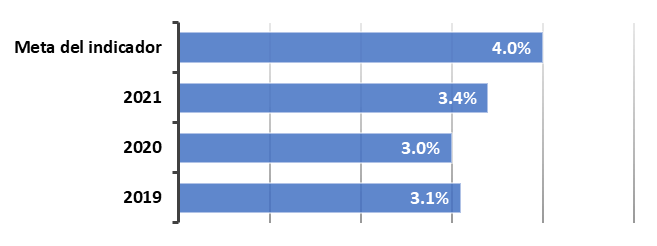 Meta del indicador 4.0%
2021 3.4%
2020 3.0%
2019 3.1%